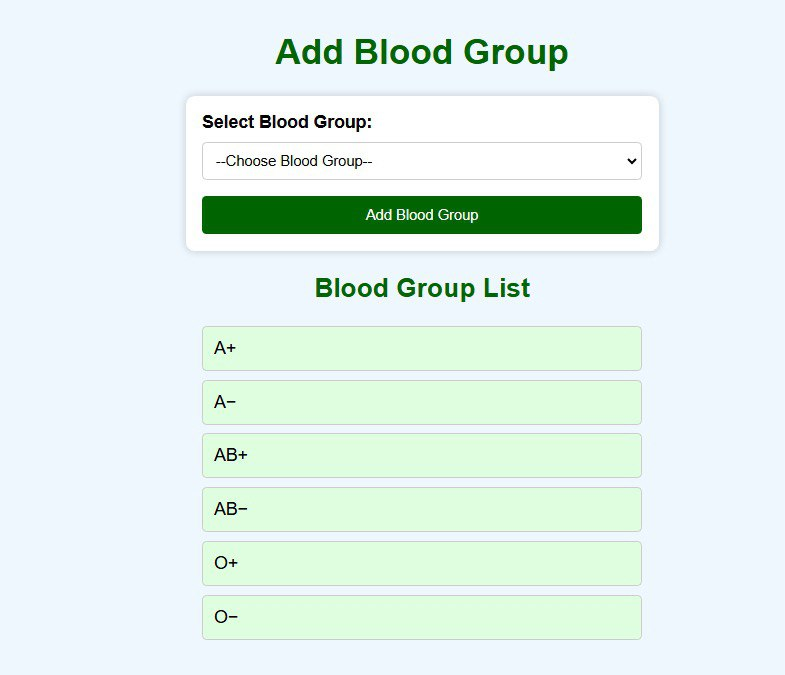 Add Blood Group
Select Blood Group:
--Choose Blood Group--
Add Blood Group
Blood Group List
A+
A−
AB+
AB−
O+
O−